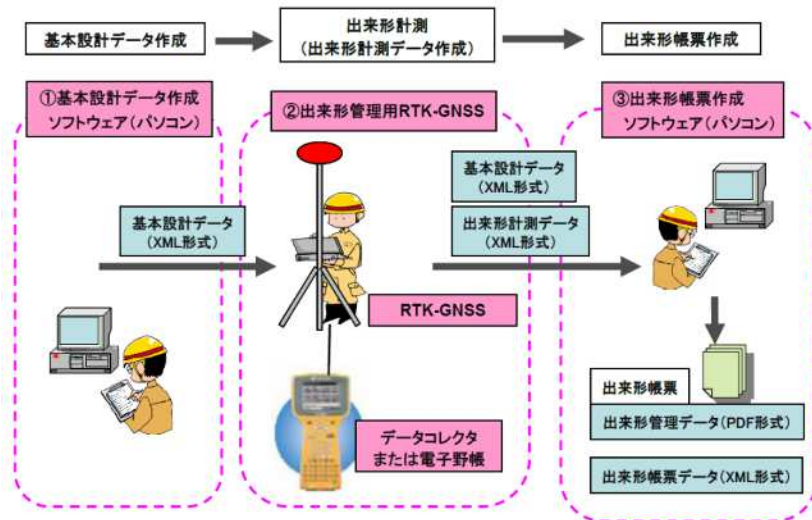 基本設計データ作成
出来形計測
(出来形計測データ作成)
出来形帳票作成
①基本設計データ作成
ソフトウェア(パソコン)
②出来形管理用RTK-GNSS
③出来形帳票作成
ソフトウェア(パソコン)
基本設計データ
(XML形式)
基本設計データ
(XML形式)
出来形計測データ
(XML形式)
RTK-GNSS
データコレクタ
または電子野帳
出来形帳票
出来形管理データ(PDF形式)
出来形帳票データ(XML形式)